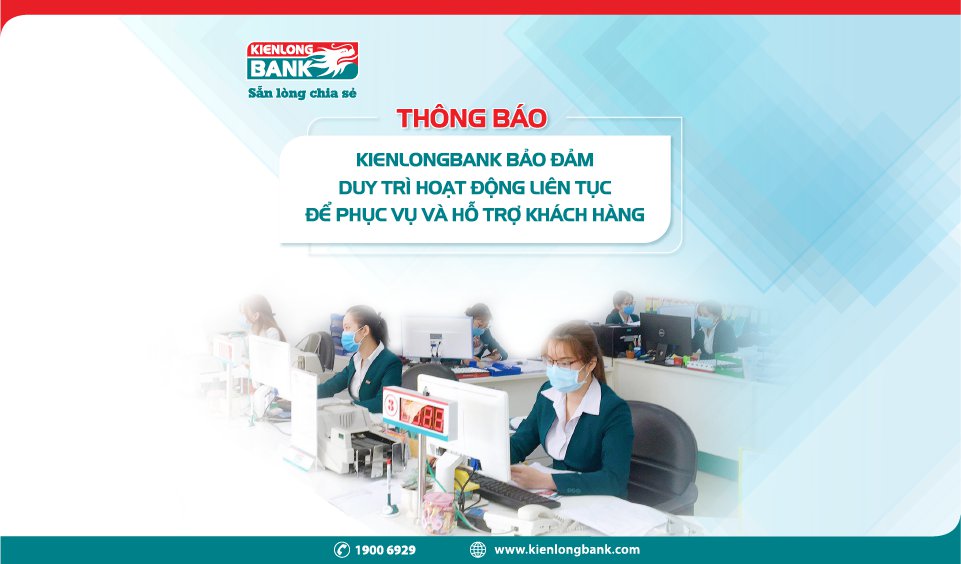 KIENLONG
BANK
Sẵn lòng chia sẻ
THÔNG BÁO
KIENLONGBANK BẢO ĐẢM
DUY TRÌ HOẠT ĐỘNG LIÊN TỤC
ĐỂ PHỤC VỤ VÀ HỖ TRỢ KHÁCH HÀNG
3
1900 6929
www.kienlongbank.com